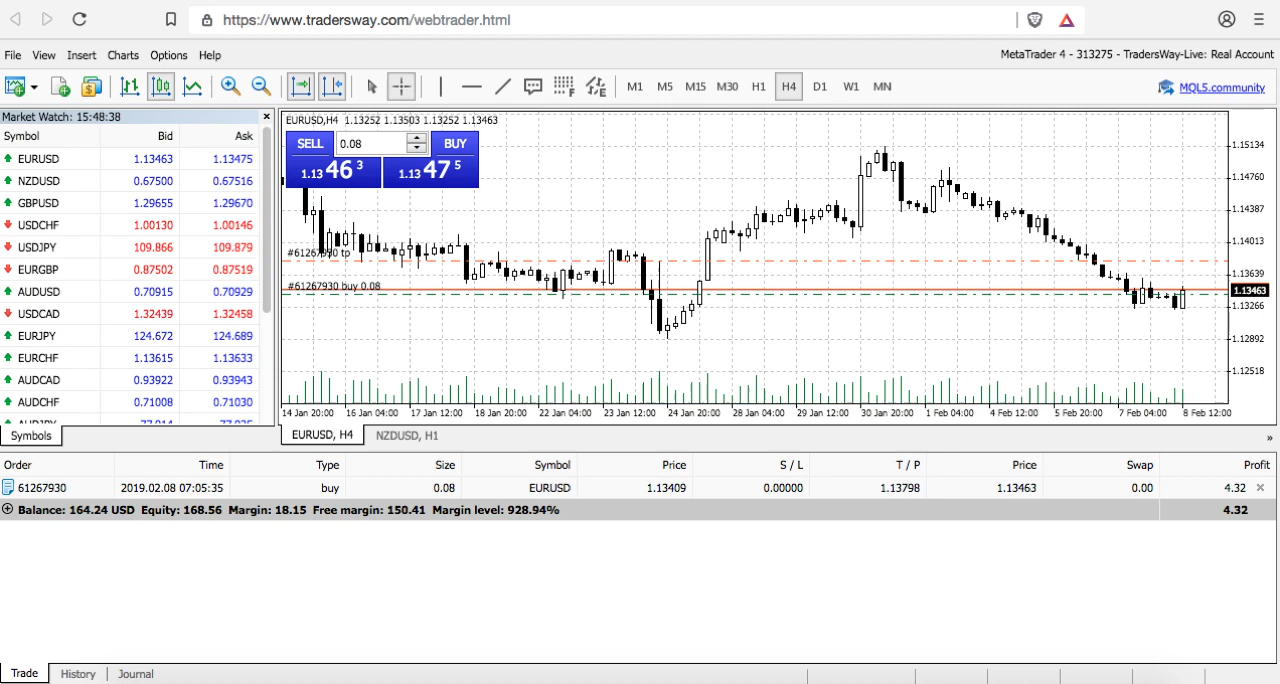 https://www.tradersway.com/webtrader.html
File View Insert Charts Options Help
MetaTrader 4 - 313275 - TradersWay-Live: Real Account
M1 M5 M15 M30 H1 H4 D1 W1 MN
MQL5.community
Market Watch: 15:48:38
Symbol Bid Ask
EURUSD 1.13463 1.13475
NZDUSD 0.67500 0.67516
GBPUSD 1.29655 1.29670
USDCHF 1.00130 1.00146
USDJPY 109.866 109.879
EURGBP 0.87502 0.87519
AUDUSD 0.70915 0.70929
USDCAD 1.32439 1.32458
EURJPY 124.672 124.689
EURCHF 1.13615 1.13633
AUDCAD 0.93922 0.93943
AUDCHF 0.71008 0.71030
Symbols
EURUSD,H4 1.13252 1.13503 1.13252 1.13463
SELL 0.08 BUY
1.13 46 3 1.13 47 5
#61267930 tp
#61267930 buy 0.08
1.15134
1.14760
1.14387
1.14013
1.13639
1.13463
1.13266
1.12892
1.12518
14 Jan 20:00 16 Jan 04:00 17 Jan 12:00 18 Jan 20:00 22 Jan 04:00 23 Jan 12:00 24 Jan 20:00 28 Jan 04:00 29 Jan 12:00 30 Jan 20:00 1 Feb 04:00 4 Feb 12:00 5 Feb 20:00 7 Feb 04:00 8 Feb 12:00
EURUSD, H4 NZDUSD, H1
Order Time Type Size Symbol Price S / L T / P Price Swap Profit
61267930 2019.02.08 07:05:35 buy 0.08 EURUSD 1.13409 0.00000 1.13798 1.13463 0.00 4.32
Balance: 164.24 USD Equity: 168.56 Margin: 18.15 Free margin: 150.41 Margin level: 928.94% 4.32
Trade History Journal